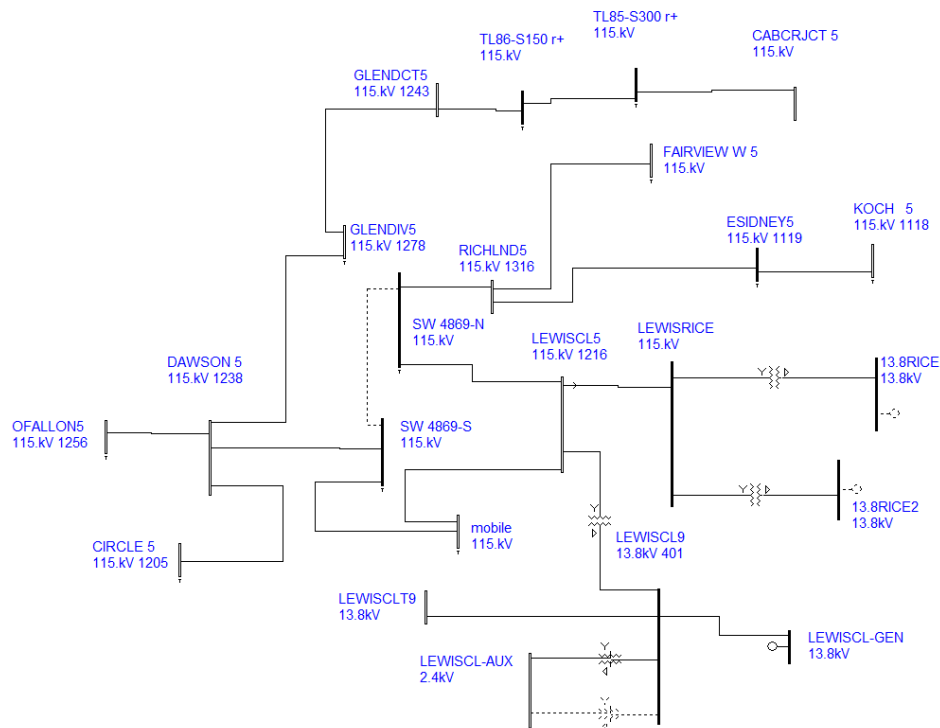 TL85-S300 r+
115.kV
TL86-S150 r+
115.kV
CABCRJCT 5
115.kV
GLENDCT5
115.kV 1243
FAIRVIEW W 5
115.kV
GLENDIV5
115.kV 1278
RICHLND5
115.kV 1316
ESIDNEY5
115.kV 1119
KOCH   5
115.kV 1118
SW 4869-N
115.kV
LEWISCL5
115.kV 1216
LEWISRICE
115.kV
DAWSON 5
115.kV 1238
13.8RICE
13.8kV
OFALLON5
115.kV 1256
SW 4869-S
115.kV
13.8RICE2
13.8kV
mobile
115.kV
CIRCLE 5
115.kV 1205
LEWISCL9
13.8kV 401
LEWISCLT9
13.8kV
LEWISCL-GEN
13.8kV
LEWISCL-AUX
2.4kV